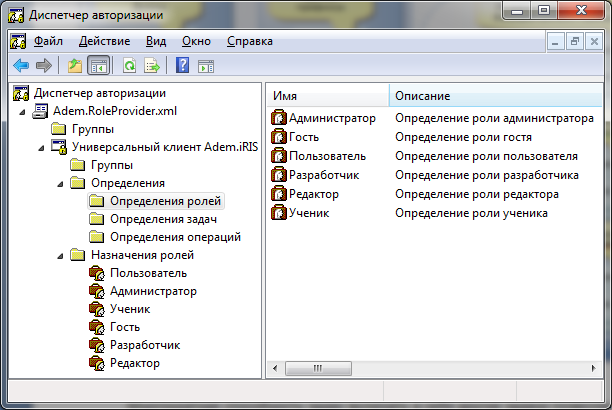 Диспетчер авторизации
Файл Действие Вид Окно Справка
Диспетчер авторизации
Adem.RoleProvider.xml
Группы
Универсальный клиент Adem.iRIS
Группы
Определения
Определения ролей
Определения задач
Определения операций
Назначения ролей
Пользователь
Администратор
Ученик
Гость
Разработчик
Редактор
Имя Описание
Администратор Определение роли администратора
Гость Определение роли гостя
Пользователь Определение роли пользователя
Разработчик Определение роли разработчика
Редактор Определение роли редактора
Ученик Определение роли ученика